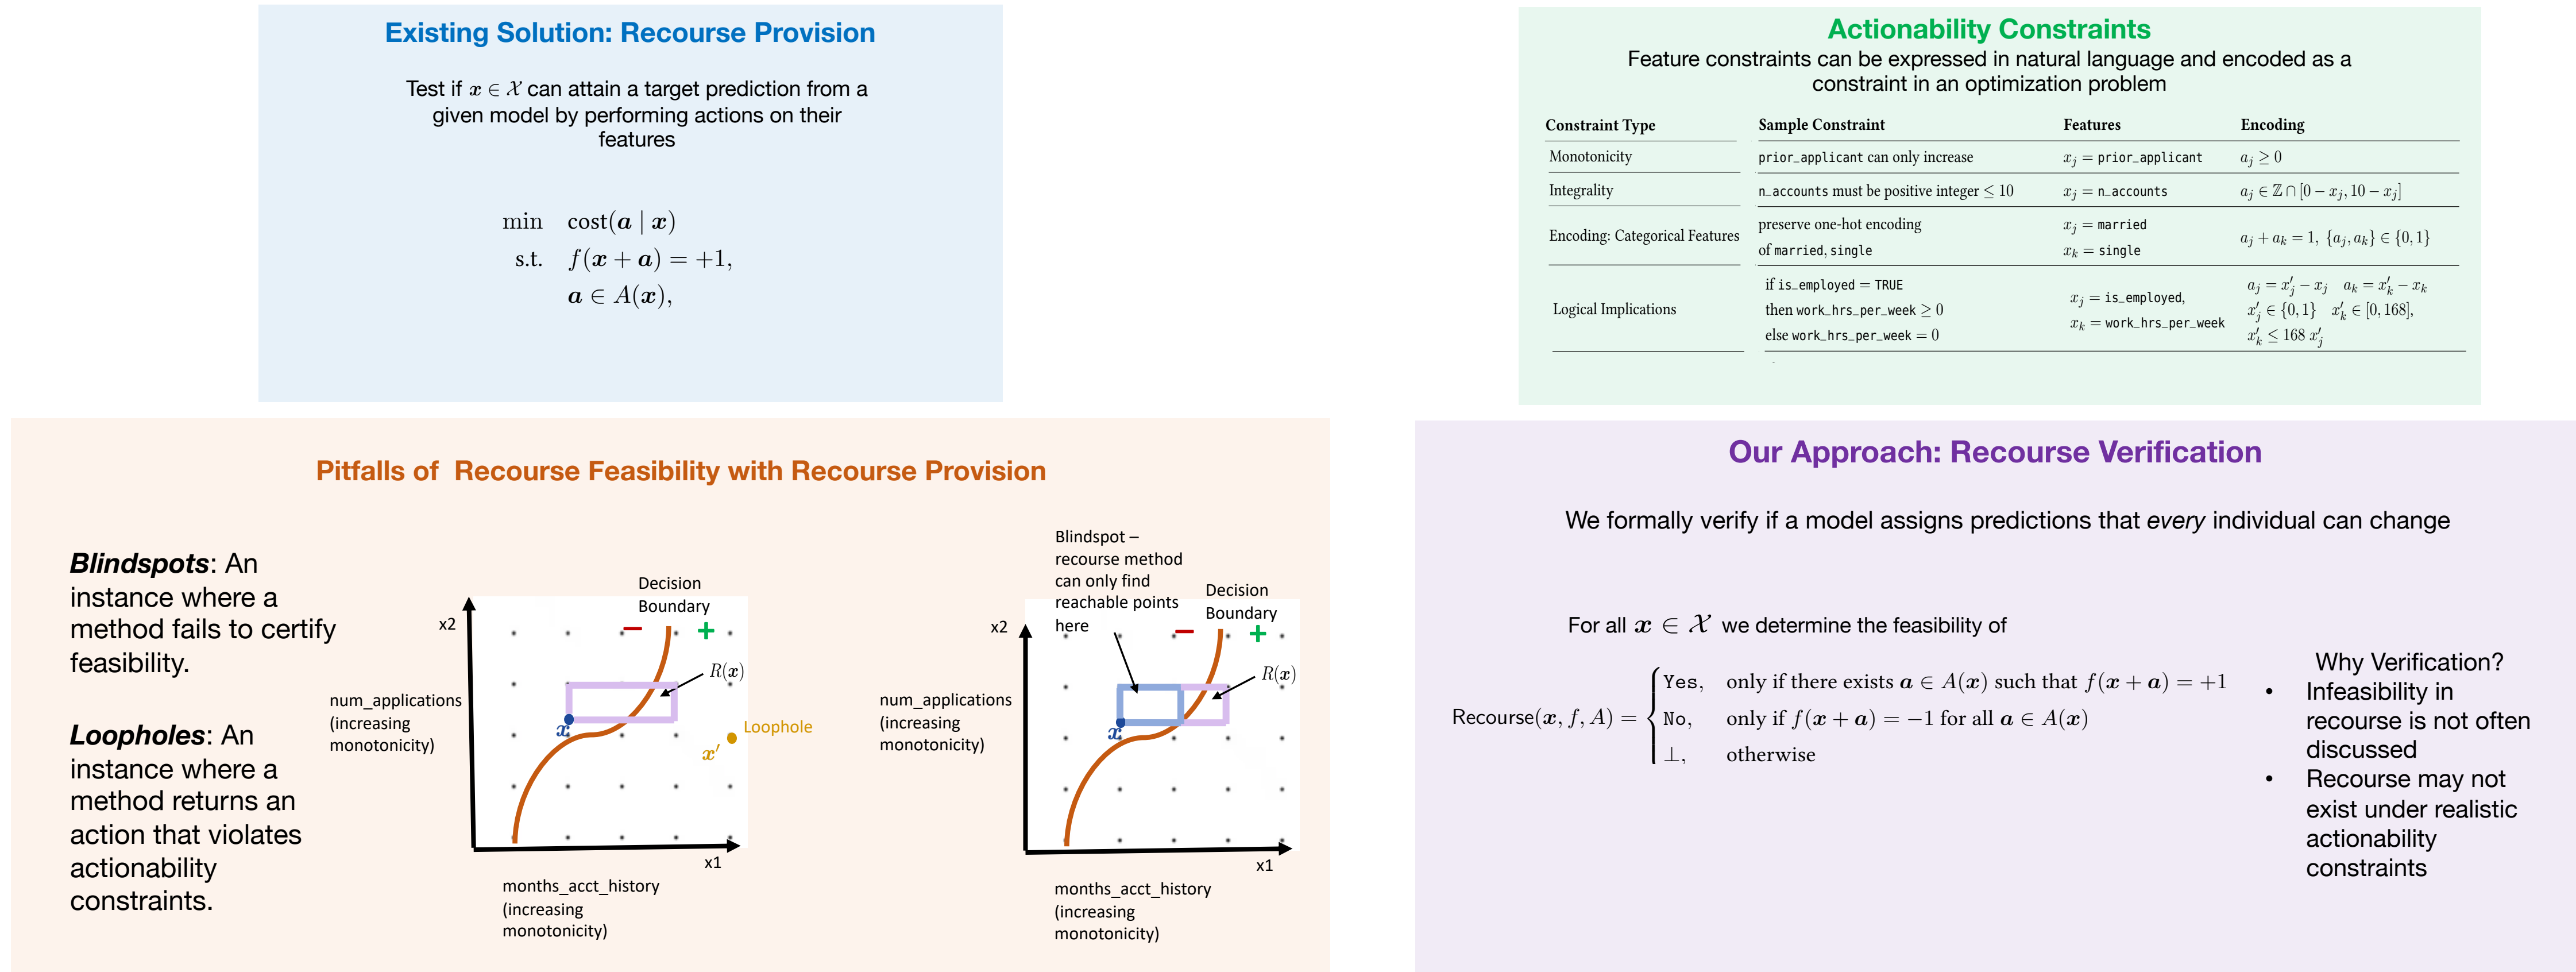 Existing Solution: Recourse Provision
Test if 𝒙 ∈ 𝒳 can attain a target prediction from a
given model by performing actions on their
features
min cost(𝒂 | 𝒙)
s.t. f(𝒙 + 𝒂) = +1,
𝒂 ∈ A(𝒙),
Actionability Constraints
Feature constraints can be expressed in natural language and encoded as a
constraint in an optimization problem
Constraint Type Sample Constraint Features Encoding
Monotonicity prior_applicant can only increase x_j = prior_applicant a_j ≥ 0
Integrality n_accounts must be positive integer ≤ 10 x_j = n_accounts a_j ∈ ℤ ∩ [0 − x_j, 10 − x_j]
Encoding: Categorical Features preserve one-hot encoding
of married, single
x_j = married
x_k = single
a_j + a_k = 1, {a_j, a_k} ∈ {0, 1}
Logical Implications
if is_employed = TRUE
then work_hrs_per_week ≥ 0
else work_hrs_per_week = 0
x_j = is_employed,
x_k = work_hrs_per_week
a_j = x′_j − x_j a_k = x′_k − x_k
x′_j ∈ {0, 1} x′_k ∈ [0, 168],
x′_k ≤ 168 x′_j
Pitfalls of Recourse Feasibility with Recourse Provision
Blindspots: An
instance where a
method fails to certify
feasibility.
Loopholes: An
instance where a
method returns an
action that violates
actionability
constraints.
x2
num_applications
(increasing
monotonicity)
Decision
Boundary
− +
R(𝒙)
𝒙
Loophole
𝒙′
x1
months_acct_history
(increasing
monotonicity)
Blindspot –
recourse method
can only find
reachable points
here
x2
num_applications
(increasing
monotonicity)
Decision
Boundary
− +
R(𝒙)
𝒙
x1
months_acct_history
(increasing
monotonicity)
Our Approach: Recourse Verification
We formally verify if a model assigns predictions that every individual can change
For all 𝒙 ∈ 𝒳 we determine the feasibility of
Recourse(𝒙, f, A) = {
Yes, only if there exists 𝒂 ∈ A(𝒙) such that f(𝒙 + 𝒂) = +1
No, only if f(𝒙 + 𝒂) = −1 for all 𝒂 ∈ A(𝒙)
⊥, otherwise
Why Verification?
• Infeasibility in
recourse is not often
discussed
• Recourse may not
exist under realistic
actionability
constraints